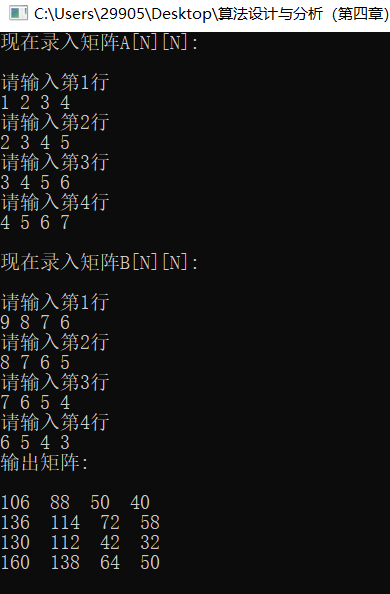 C:\Users\29905\Desktop\算法设计与分析（第四章）
现在录入矩阵A[N][N]:
请输入第1行
1 2 3 4
请输入第2行
2 3 4 5
请输入第3行
3 4 5 6
请输入第4行
4 5 6 7
现在录入矩阵B[N][N]:
请输入第1行
9 8 7 6
请输入第2行
8 7 6 5
请输入第3行
7 6 5 4
请输入第4行
6 5 4 3
输出矩阵:
106  88  50  40
136  114  72  58
130  112  42  32
160  138  64  50